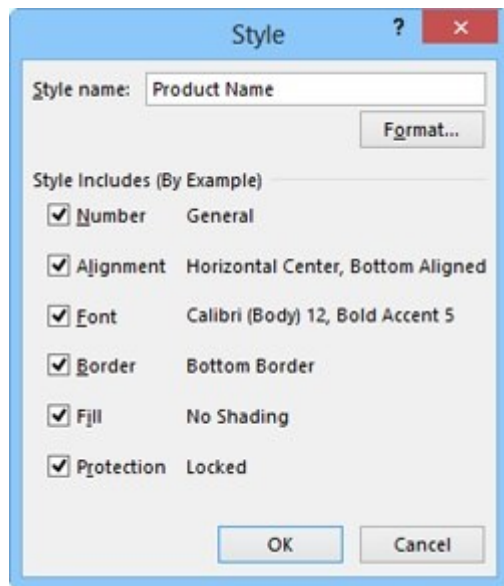 Style ? ×
Style name: Product Name
Format...
Style Includes (By Example)
Number General
Alignment Horizontal Center, Bottom Aligned
Font Calibri (Body) 12, Bold Accent 5
Border Bottom Border
Fill No Shading
Protection Locked
OK Cancel